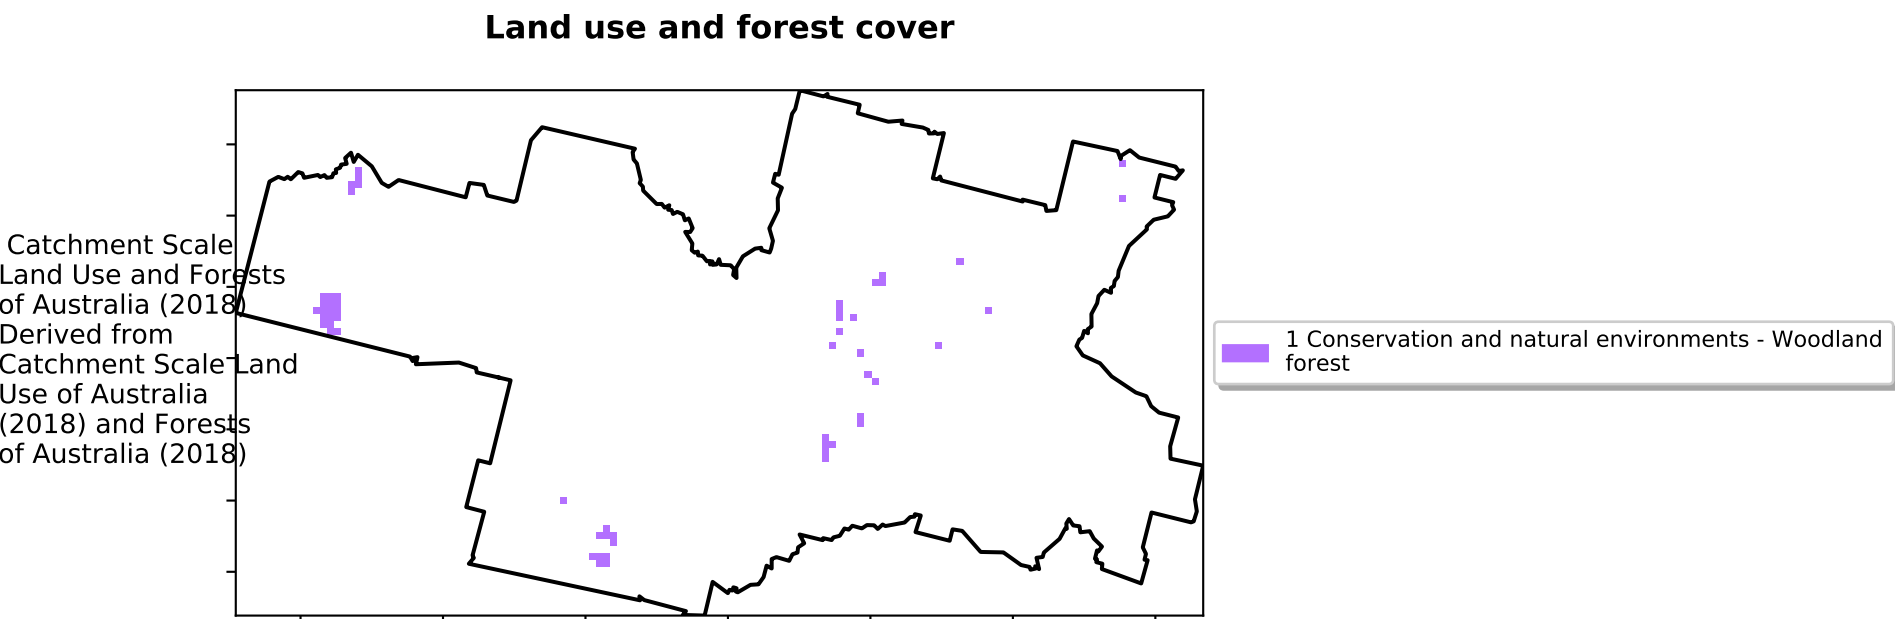 Land use and forest cover
Catchment Scale
Land Use and Forests
of Australia (2018)
Derived from
Catchment Scale Land
Use of Australia
(2018) and Forests
of Australia (2018)
1 Conservation and natural environments - Woodland
forest